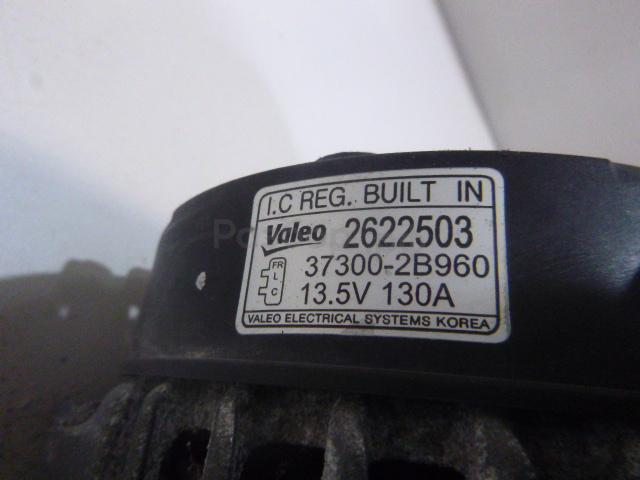 I.C REG. BUILT IN
Valeo 2622503
FR
L
C
37300-2B960
13.5V 130A
VALEO ELECTRICAL SYSTEMS KOREA